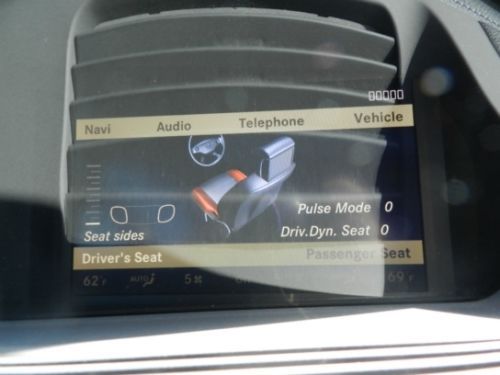 Navi Audio Telephone Vehicle
Pulse Mode 0
Seat sides Driv.Dyn. Seat 0
Driver's Seat Passenger Seat
62 F AUTO 5 69 F